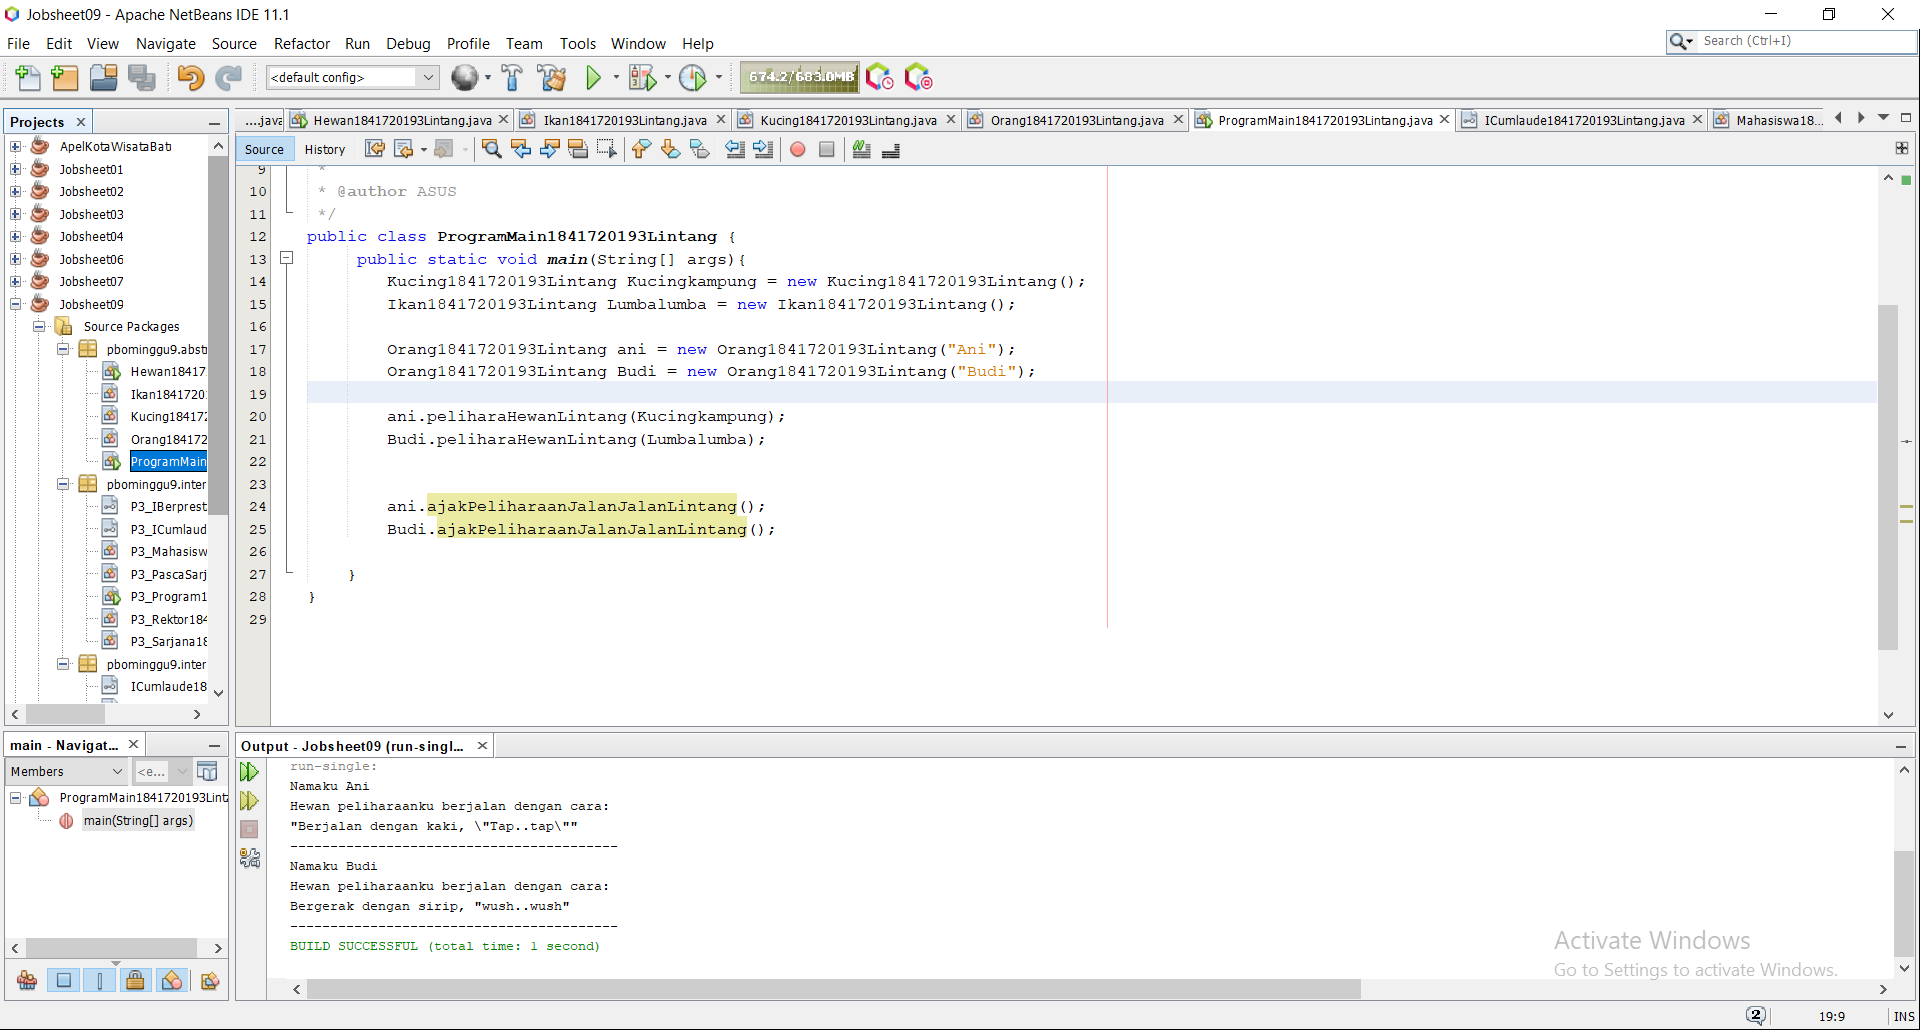 Jobsheet09 - Apache NetBeans IDE 11.1
File Edit View Navigate Source Refactor Run Debug Profile Team Tools Window Help
Search (Ctrl+I)
<default config>
674.2/683.0MB
Projects
....java
Hewan1841720193Lintang.java
Ikan1841720193Lintang.java
Kucing1841720193Lintang.java
Orang1841720193Lintang.java
ProgramMain1841720193Lintang.java
ICumlaude1841720193Lintang.java
Mahasiswa18...
Source History
ApelKotaWisataBatu
Jobsheet01
Jobsheet02
Jobsheet03
Jobsheet04
Jobsheet06
Jobsheet07
Jobsheet09
Source Packages
pbominggu9.abst
Hewan18417
Ikan1841720
Kucing18417
Orang184172
ProgramMain
pbominggu9.inter
P3_IBerprest
P3_ICumlaud
P3_Mahasisw
P3_PascaSarj
P3_Program1
P3_Rektor184
P3_Sarjana18
pbominggu9.inter
ICumlaude18
9 *
10 * @author ASUS
11 */
12 public class ProgramMain1841720193Lintang {
13 public static void main(String[] args){
14 Kucing1841720193Lintang Kucingkampung = new Kucing1841720193Lintang();
15 Ikan1841720193Lintang Lumbalumba = new Ikan1841720193Lintang();
16
17 Orang1841720193Lintang ani = new Orang1841720193Lintang("Ani");
18 Orang1841720193Lintang Budi = new Orang1841720193Lintang("Budi");
19
20 ani.peliharaHewanLintang(Kucingkampung);
21 Budi.peliharaHewanLintang(Lumbalumba);
22
23
24 ani.ajakPeliharaanJalanJalanLintang();
25 Budi.ajakPeliharaanJalanJalanLintang();
26
27 }
28 }
29
main - Navigat...
Members
<e...
ProgramMain1841720193Lint
main(String[] args)
Output - Jobsheet09 (run-singl...
run-single:
Namaku Ani
Hewan peliharaanku berjalan dengan cara:
"Berjalan dengan kaki, \"Tap..tap\""
-----------------------------------------
Namaku Budi
Hewan peliharaanku berjalan dengan cara:
Bergerak dengan sirip, "wush..wush"
-----------------------------------------
BUILD SUCCESSFUL (total time: 1 second)
Activate Windows
Go to Settings to activate Windows.
2
19:9
INS